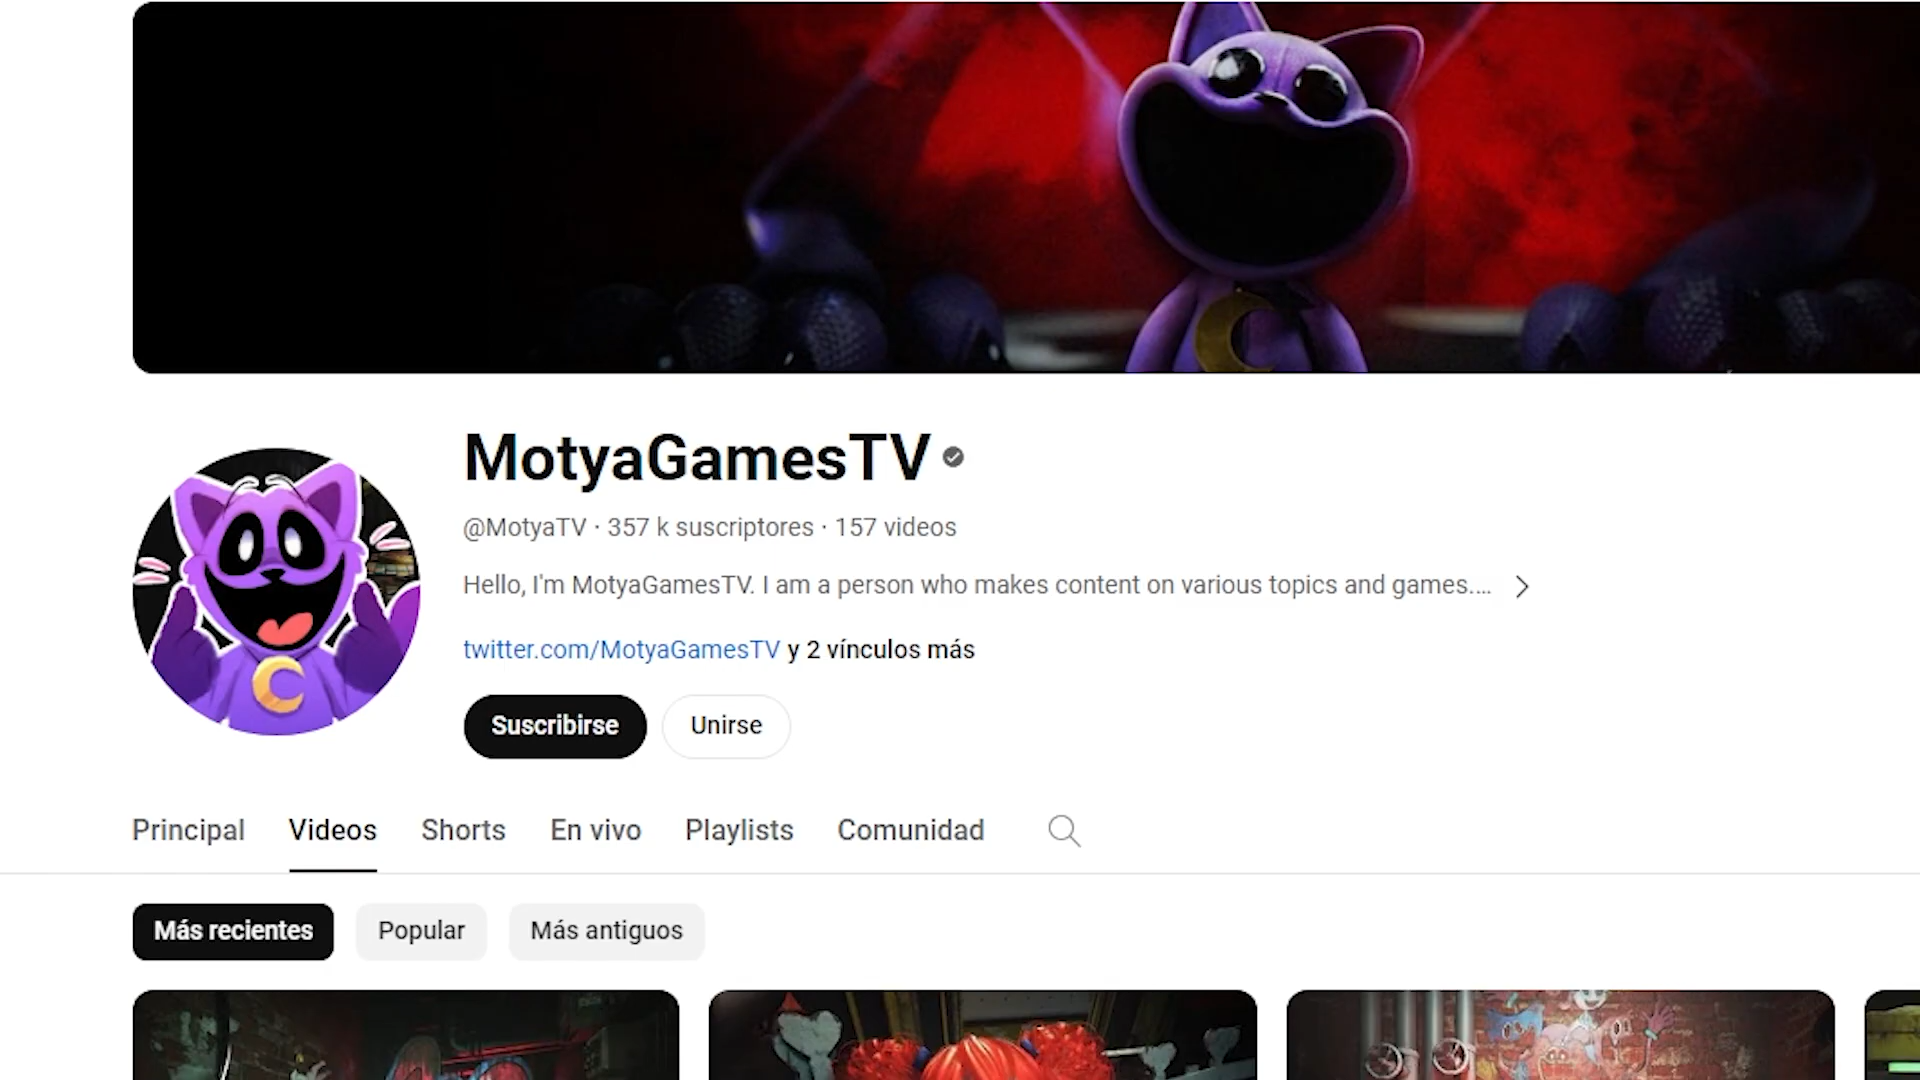 MotyaGamesTV
@MotyaTV · 357 k suscriptores · 157 videos
Hello, I'm MotyaGamesTV. I am a person who makes content on various topics and games....
twitter.com/MotyaGamesTV y 2 vínculos más
Suscribirse Unirse
Principal Videos Shorts En vivo Playlists Comunidad
Más recientes Popular Más antiguos